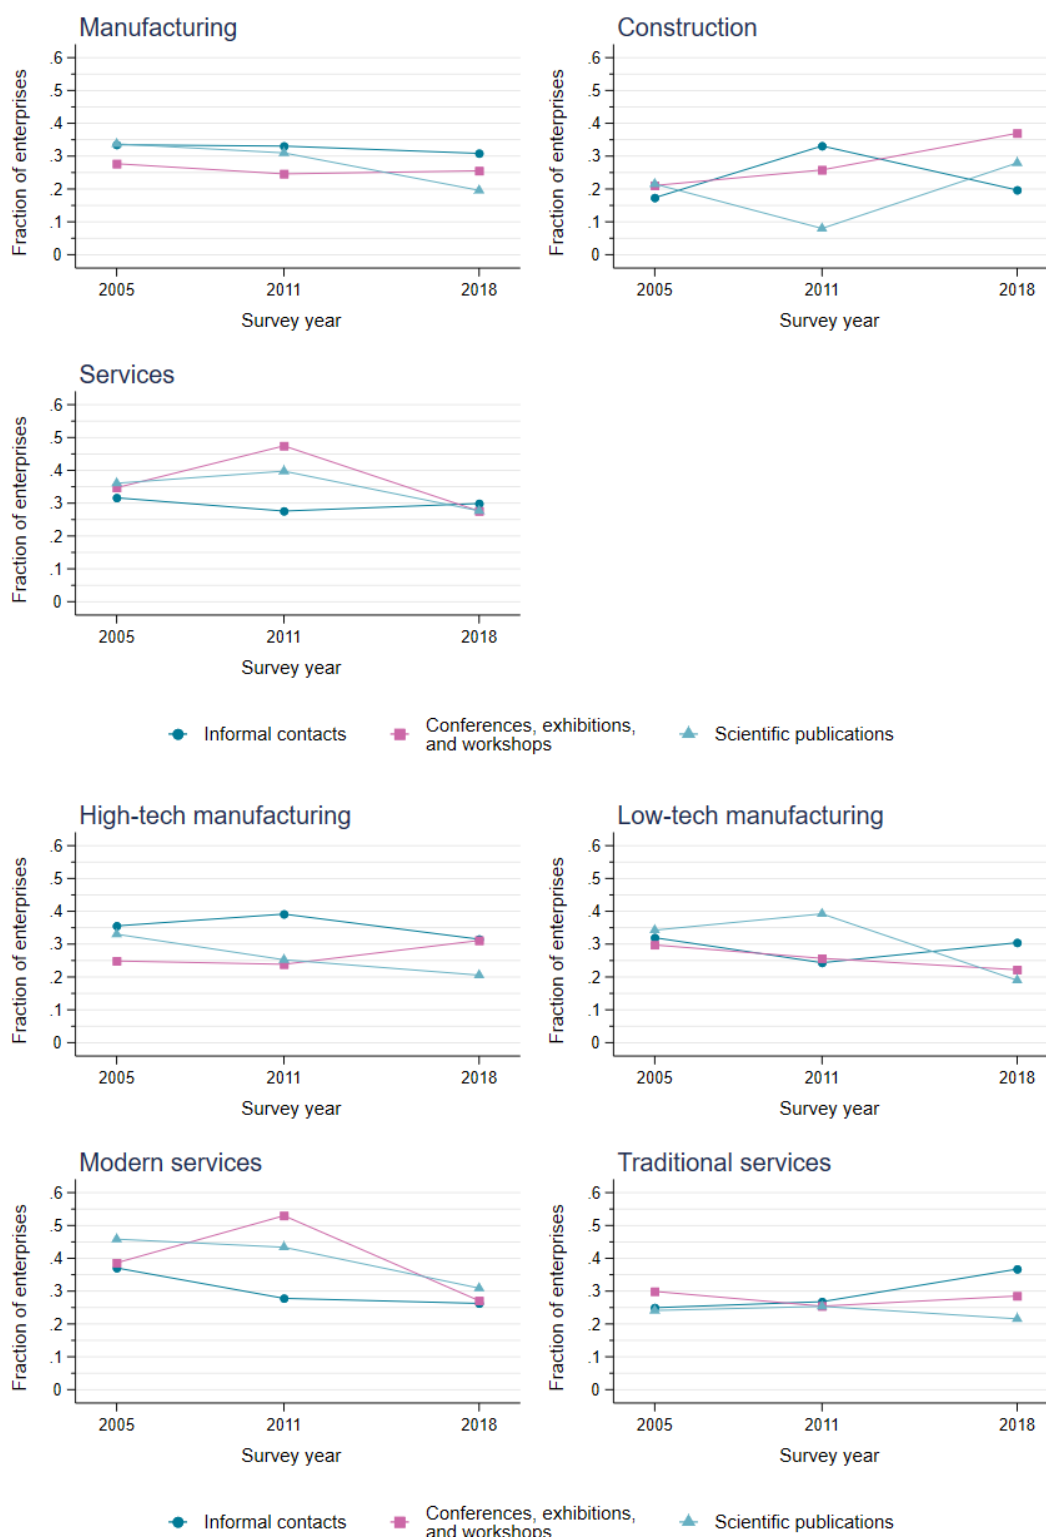 Manufacturing
Fraction of enterprises
.6
.5
.4
.3
.2
.1
0
2005 2011 2018
Survey year
Construction
Fraction of enterprises
.6
.5
.4
.3
.2
.1
0
2005 2011 2018
Survey year
Services
Fraction of enterprises
.6
.5
.4
.3
.2
.1
0
2005 2011 2018
Survey year
Informal contacts
Conferences, exhibitions,
and workshops
Scientific publications
High-tech manufacturing
Fraction of enterprises
.6
.5
.4
.3
.2
.1
0
2005 2011 2018
Survey year
Low-tech manufacturing
Fraction of enterprises
.6
.5
.4
.3
.2
.1
0
2005 2011 2018
Survey year
Modern services
Fraction of enterprises
.6
.5
.4
.3
.2
.1
0
2005 2011 2018
Survey year
Traditional services
Fraction of enterprises
.6
.5
.4
.3
.2
.1
0
2005 2011 2018
Survey year
Informal contacts
Conferences, exhibitions,
and workshops
Scientific publications